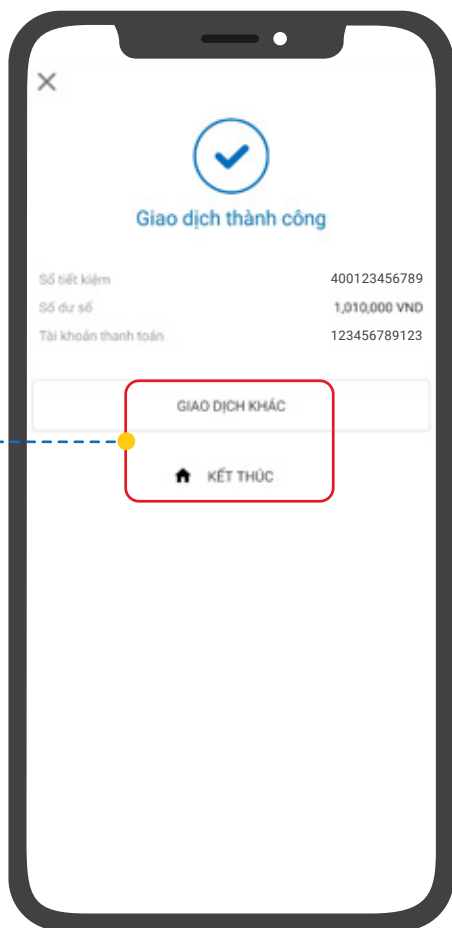 Giao dịch thành công
Số tiết kiệm 400123456789
Số dư sổ 1,010,000 VND
Tài khoản thanh toán 123456789123
GIAO DỊCH KHÁC
KẾT THÚC